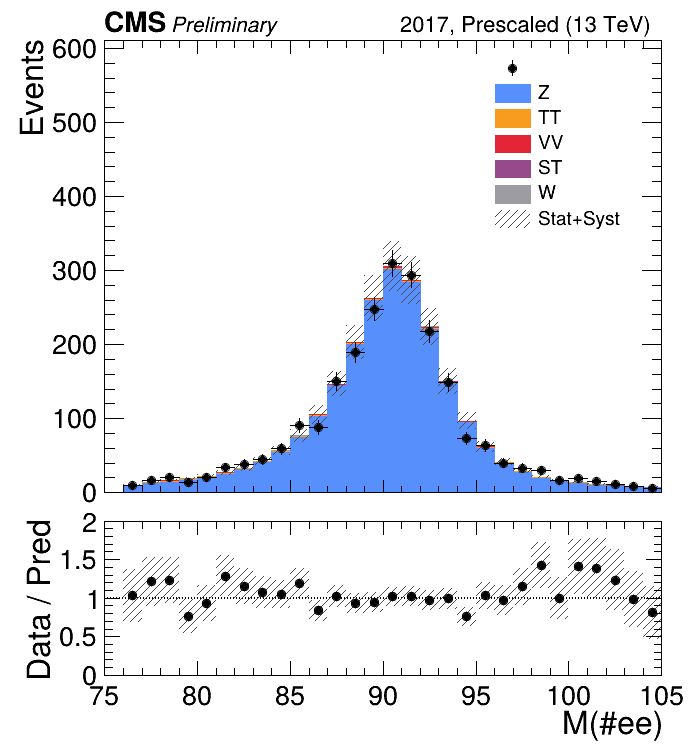 CMS Preliminary 2017, Prescaled (13 TeV)
Events
600
500
400
300
200
100
0
Z
TT
VV
ST
W
Stat+Syst
Data / Pred
2
1.5
1
0.5
0
75 80 85 90 95 100 105
M(#ee)